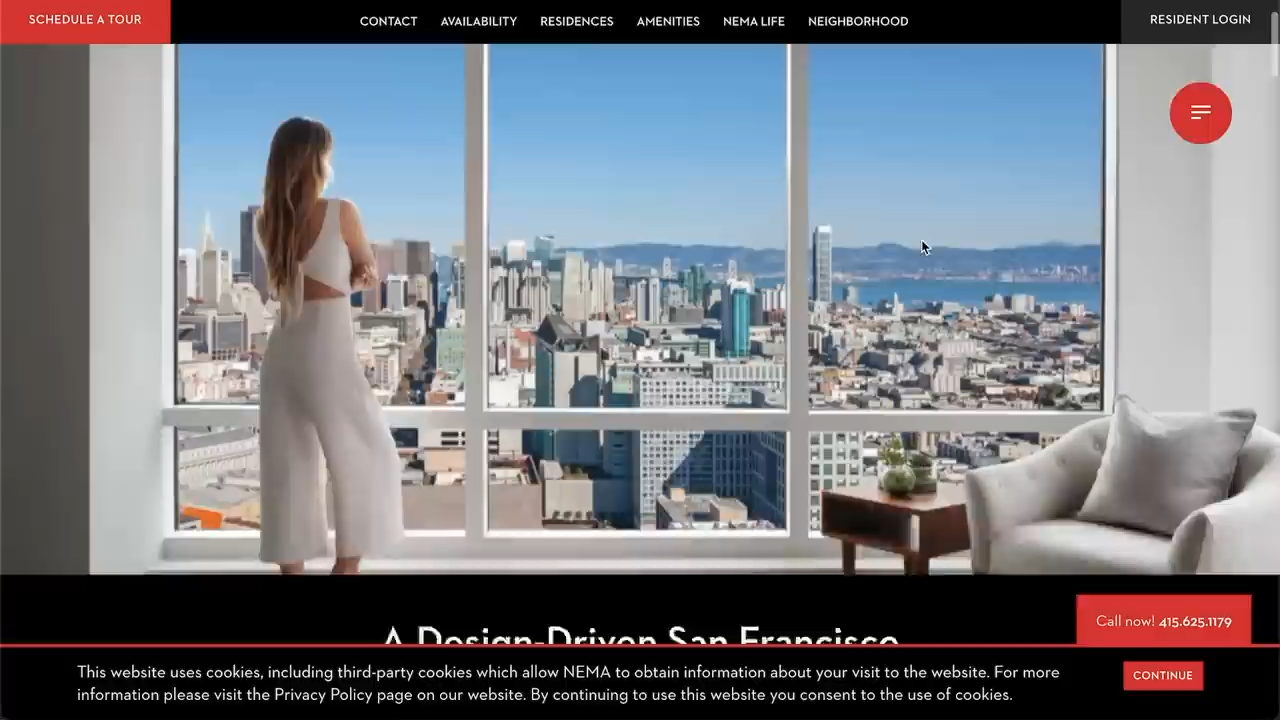 SCHEDULE A TOUR
CONTACT
AVAILABILITY
RESIDENCES
AMENITIES
NEMA LIFE
NEIGHBORHOOD
RESIDENT LOGIN
A Design-Driven San Francisco
Call now! 415.625.1179
This website uses cookies, including third-party cookies which allow NEMA to obtain information about your visit to the website. For more
information please visit the Privacy Policy page on our website. By continuing to use this website you consent to the use of cookies.
CONTINUE